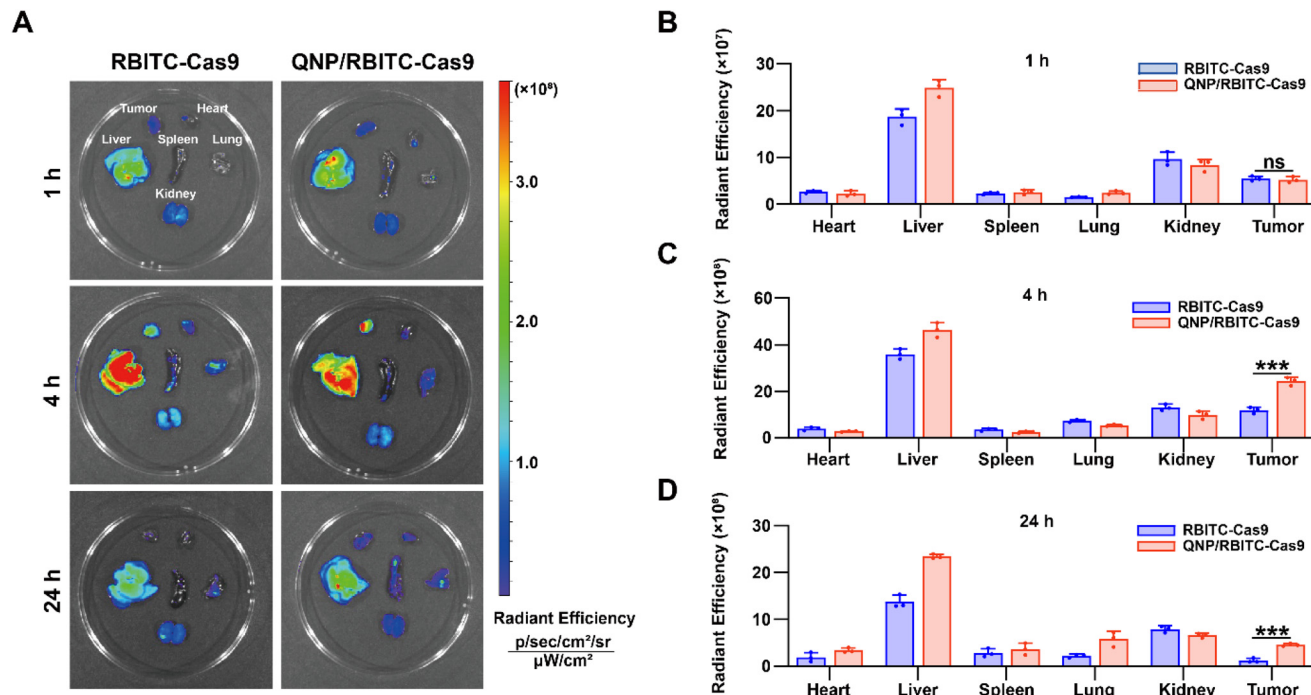 A
RBITC-Cas9
QNP/RBITC-Cas9
1 h
Tumor
Heart
Liver
Spleen
Lung
Kidney
4 h
24 h
(×10⁸)
3.0
2.0
1.0
Radiant Efficiency
p/sec/cm²/sr
μW/cm²
B
1 h
Radiant Efficiency (×10⁷)
30
20
10
0
RBITC-Cas9
QNP/RBITC-Cas9
ns
Heart Liver Spleen Lung Kidney Tumor
C
4 h
Radiant Efficiency (×10⁸)
60
40
20
0
RBITC-Cas9
QNP/RBITC-Cas9
***
Heart Liver Spleen Lung Kidney Tumor
D
24 h
Radiant Efficiency (×10⁸)
30
20
10
0
RBITC-Cas9
QNP/RBITC-Cas9
***
Heart Liver Spleen Lung Kidney Tumor